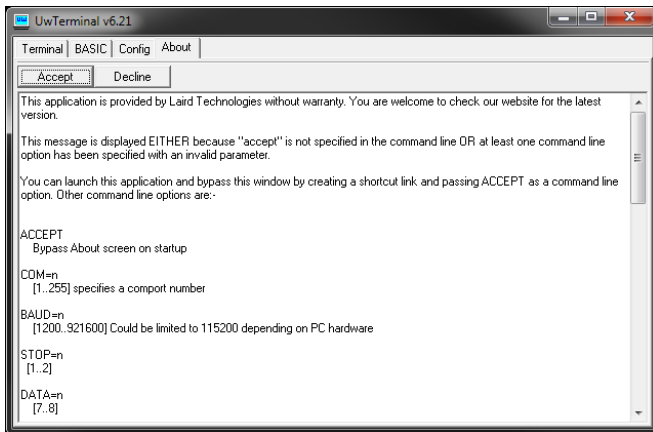 UwTerminal v6.21
Terminal BASIC Config About
Accept Decline
This application is provided by Laird Technologies without warranty. You are welcome to check our website for the latest
version.
This message is displayed EITHER because "accept" is not specified in the command line OR at least one command line
option has been specified with an invalid parameter.
You can launch this application and bypass this window by creating a shortcut link and passing ACCEPT as a command line
option. Other command line options are:-
ACCEPT
Bypass About screen on startup
COM=n
[1..255] specifies a comport number
BAUD=n
[1200..921600] Could be limited to 115200 depending on PC hardware
STOP=n
[1..2]
DATA=n
[7..8]